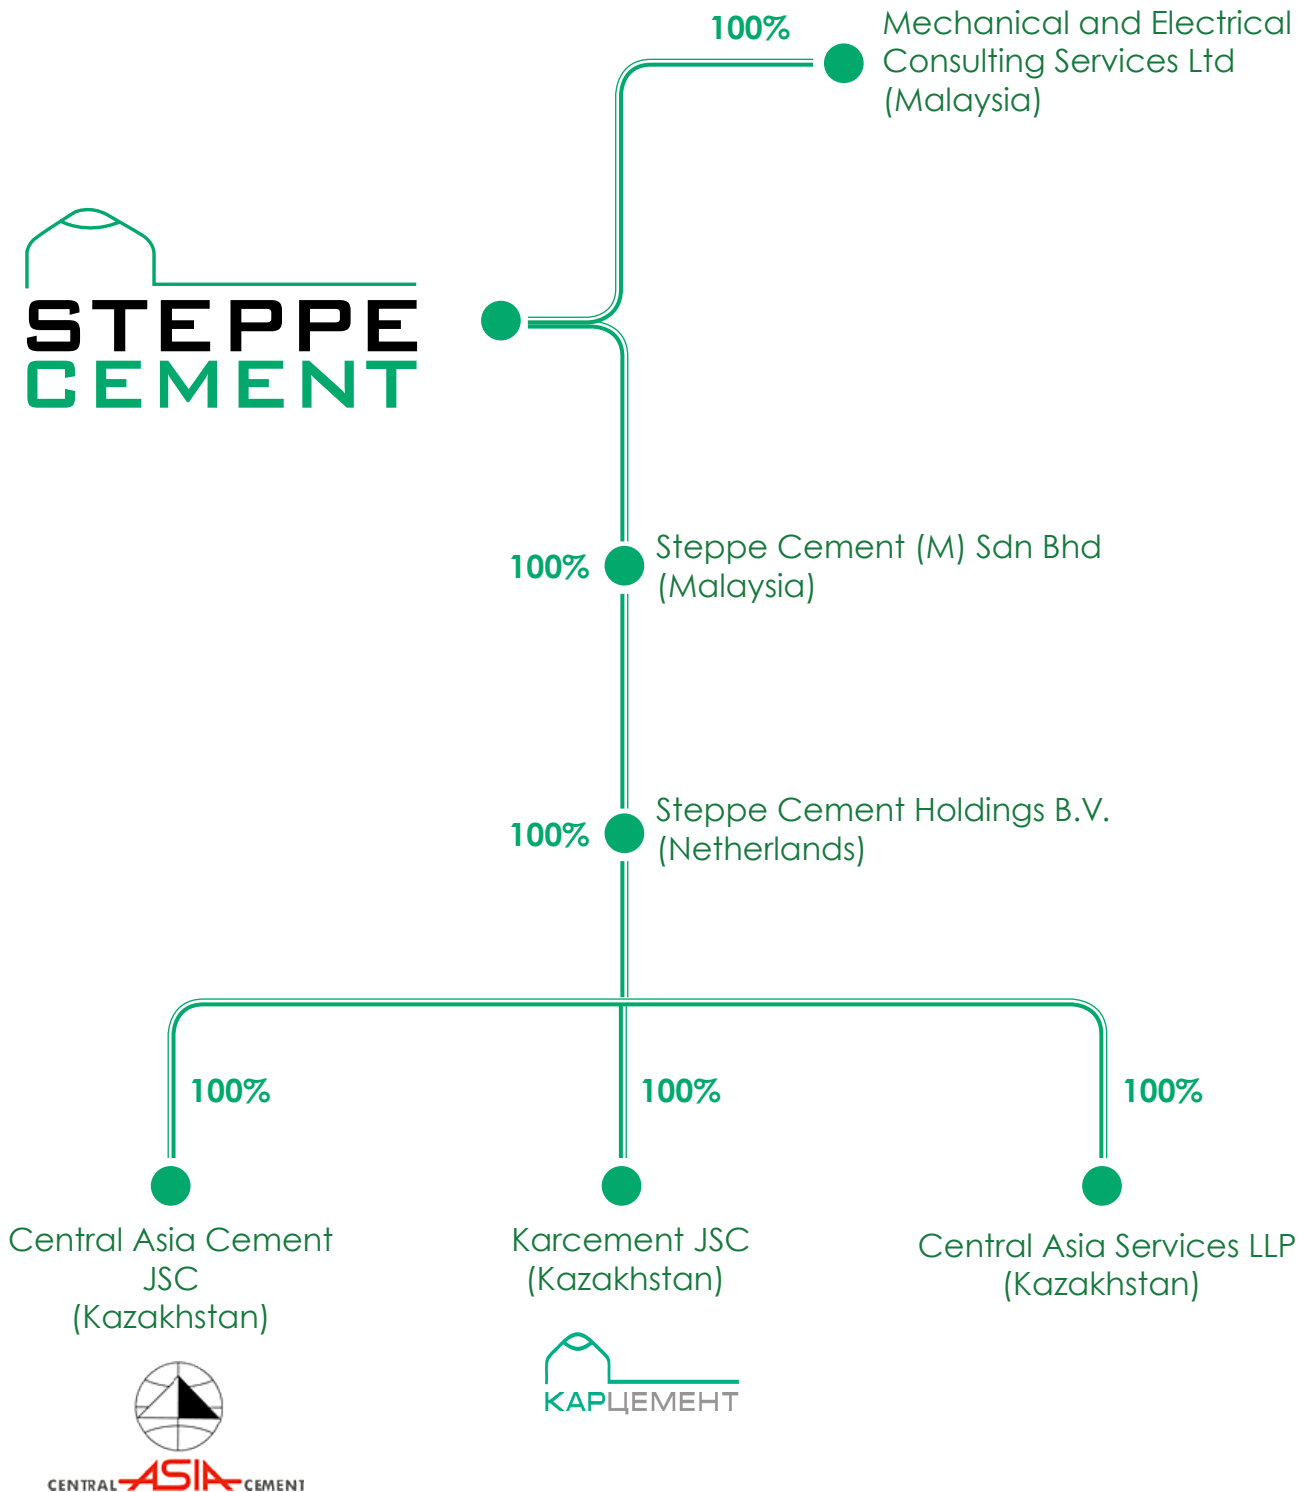 100%
Mechanical and Electrical
Consulting Services Ltd
(Malaysia)
STEPPE
CEMENT
100%
Steppe Cement (M) Sdn Bhd
(Malaysia)
100%
Steppe Cement Holdings B.V.
(Netherlands)
100%
100%
100%
Central Asia Cement
JSC
(Kazakhstan)
Karcement JSC
(Kazakhstan)
Central Asia Services LLP
(Kazakhstan)
КАРЦЕМЕНТ
CENTRAL ASIA CEMENT